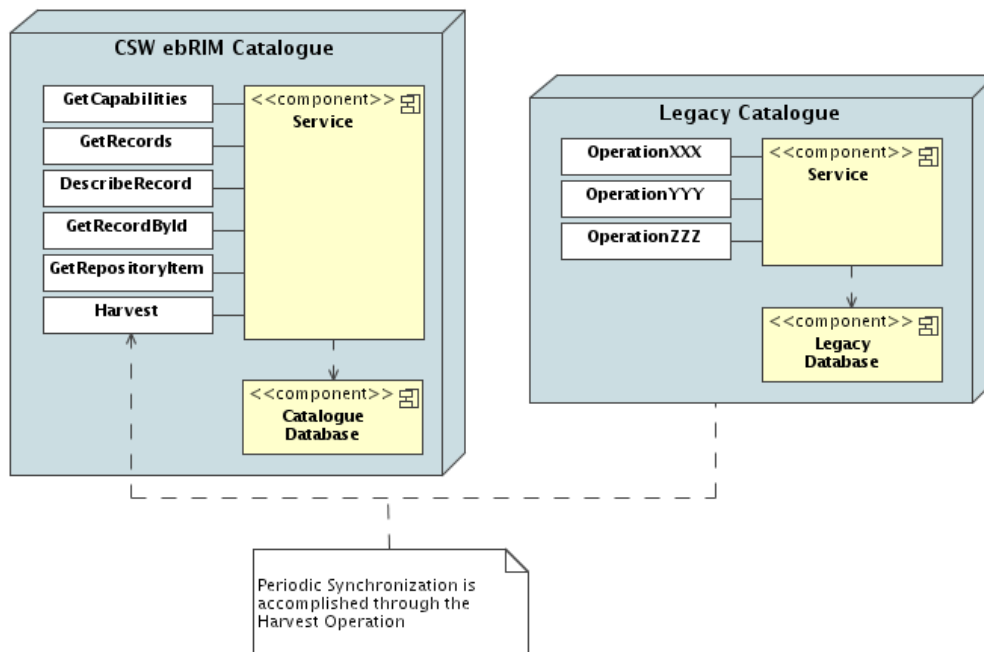 CSW ebRIM Catalogue
GetCapabilities
GetRecords
DescribeRecord
GetRecordById
GetRepositoryItem
Harvest
<<component>>
Service
<<component>>
Catalogue
Database
Legacy Catalogue
OperationXXX
OperationYYY
OperationZZZ
<<component>>
Service
<<component>>
Legacy
Database
Periodic Synchronization is
accomplished through the
Harvest Operation